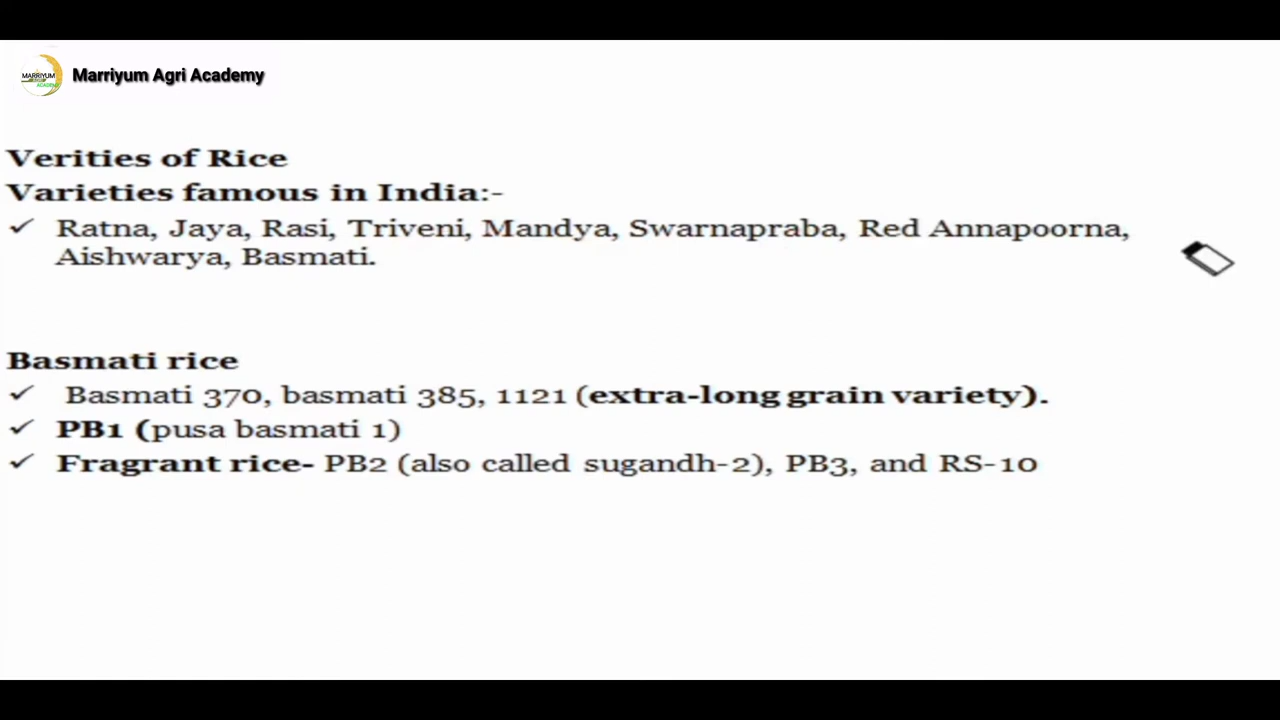 MARRIYUM
ACADEMY
Marriyum Agri Academy
Verities of Rice
Varieties famous in India:-
✓ Ratna, Jaya, Rasi, Triveni, Mandya, Swarnapraba, Red Annapoorna,
Aishwarya, Basmati.
Basmati rice
✓ Basmati 370, basmati 385, 1121 (extra-long grain variety).
✓ PB1 (pusa basmati 1)
✓ Fragrant rice- PB2 (also called sugandh-2), PB3, and RS-10